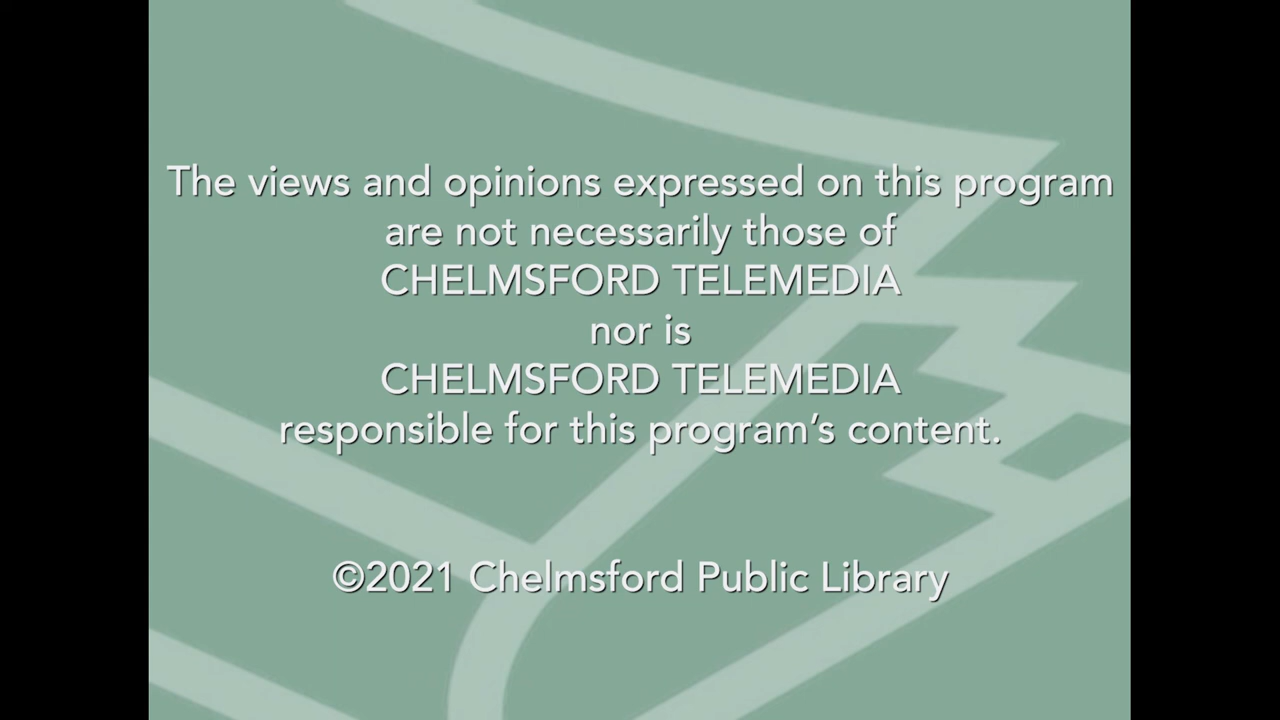 The views and opinions expressed on this program
are not necessarily those of
CHELMSFORD TELEMEDIA
nor is
CHELMSFORD TELEMEDIA
responsible for this program’s content.
©2021 Chelmsford Public Library